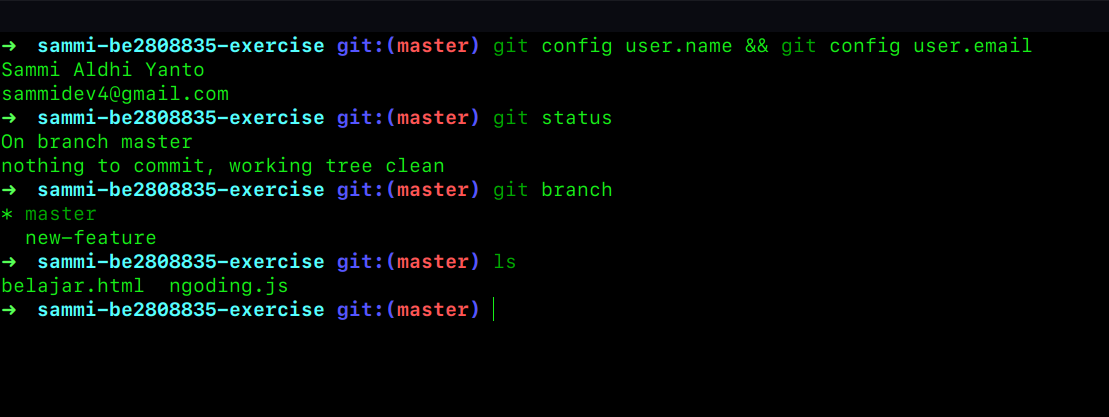 ➜  sammi-be2808835-exercise git:(master) git config user.name && git config user.email
Sammi Aldhi Yanto
sammidev4@gmail.com
➜  sammi-be2808835-exercise git:(master) git status
On branch master
nothing to commit, working tree clean
➜  sammi-be2808835-exercise git:(master) git branch
* master
  new-feature
➜  sammi-be2808835-exercise git:(master) ls
belajar.html  ngoding.js
➜  sammi-be2808835-exercise git:(master)